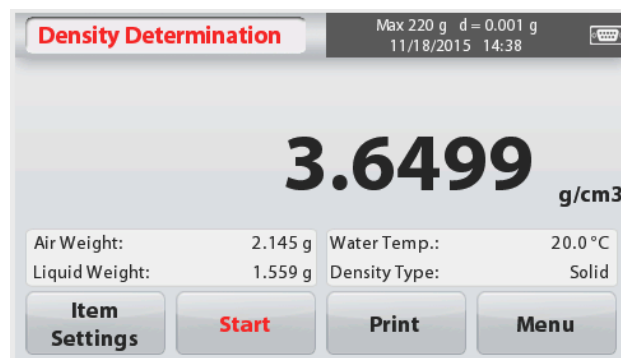 Density Determination
Max 220 g d = 0.001 g
11/18/2015 14:38
3.6499 g/cm3
Air Weight: 2.145 g
Liquid Weight: 1.559 g
Water Temp.: 20.0 °C
Density Type: Solid
Item
Settings
Start
Print
Menu